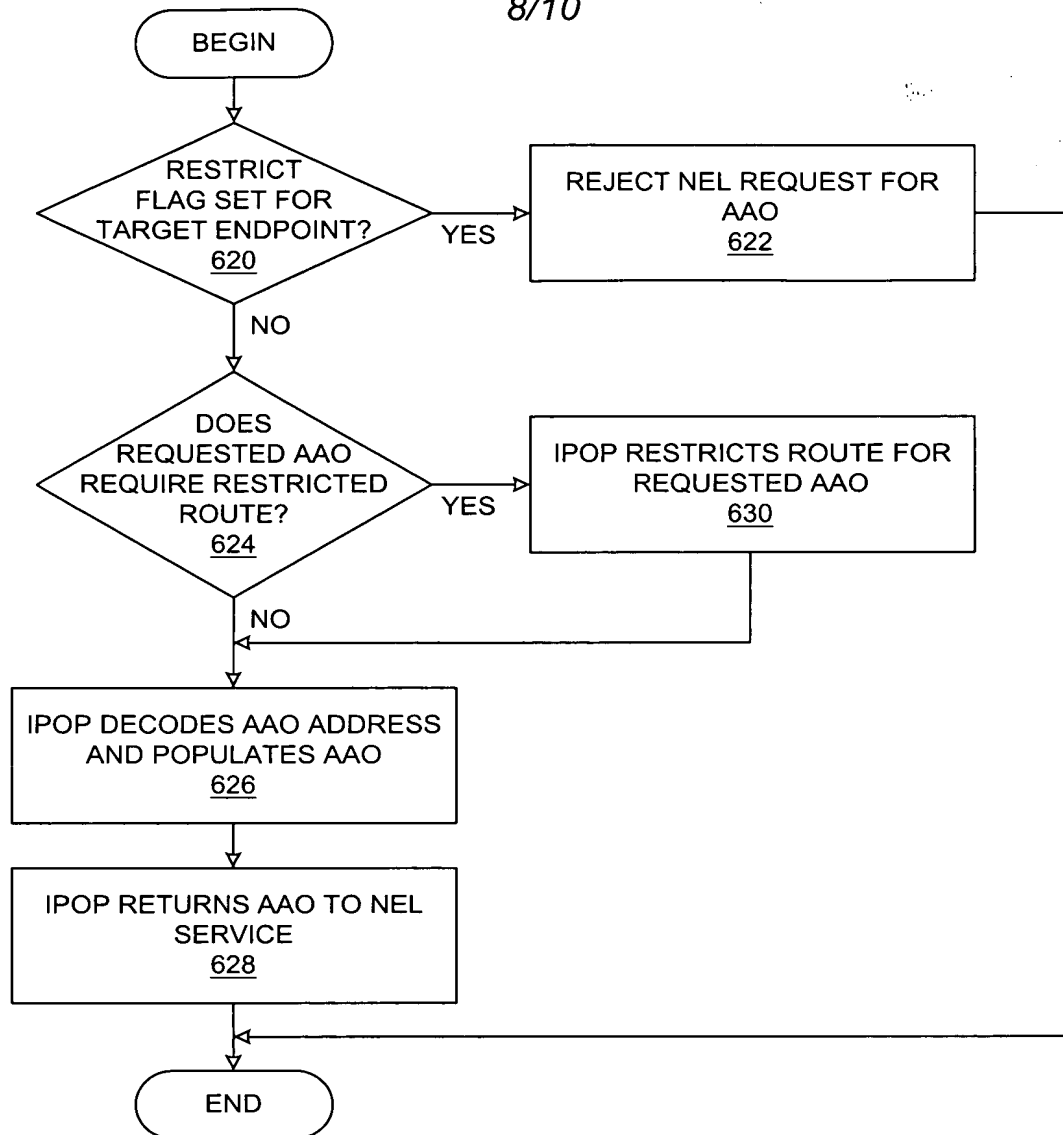 8/10
BEGIN
RESTRICT
FLAG SET FOR
TARGET ENDPOINT?
620
YES
REJECT NEL REQUEST FOR
AAO
622
NO
DOES
REQUESTED AAO
REQUIRE RESTRICTED
ROUTE?
624
YES
IPOP RESTRICTS ROUTE FOR
REQUESTED AAO
630
NO
IPOP DECODES AAO ADDRESS
AND POPULATES AAO
626
IPOP RETURNS AAO TO NEL
SERVICE
628
END